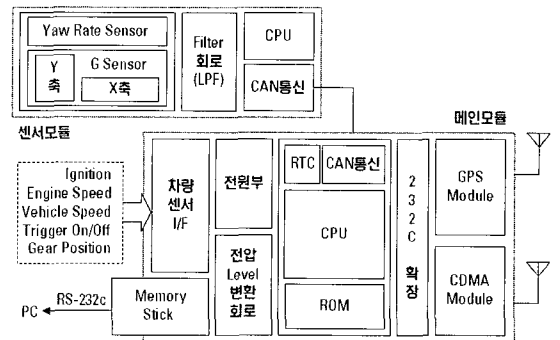 Yaw Rate Sensor
Y
축
G Sensor
X축
Filter
회로
(LPF)
CPU
CAN통신
센서모듈
메인모듈
Ignition
Engine Speed
Vehicle Speed
Trigger On/Off
Gear Position
차량
센서
I/F
전원부
전압
Level
변환
회로
RTC
CAN통신
CPU
ROM
2
3
2
C
확
장
GPS
Module
CDMA
Module
PC
RS-232c
Memory
Stick